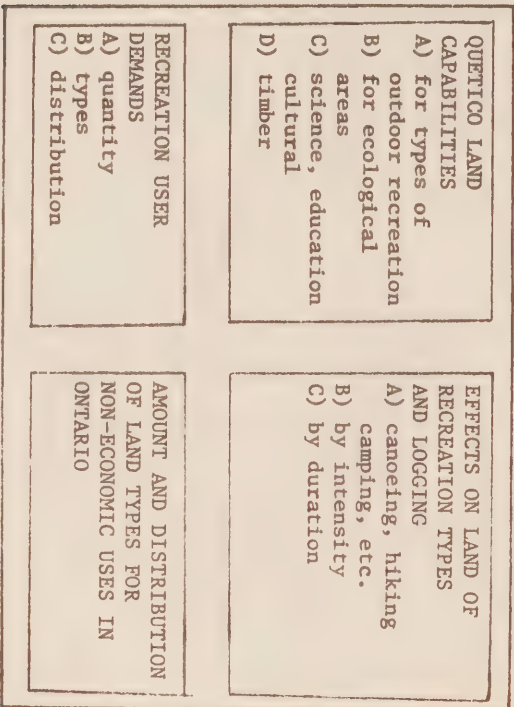 QUETICO LAND
CAPABILITIES
A) for types of
outdoor recreation
B) for ecological
areas
C) science, education
cultural
D) timber
EFFECTS ON LAND OF
RECREATION TYPES
AND LOGGING
A) canoeing, hiking
camping, etc.
B) by intensity
C) by duration
RECREATION USER
DEMANDS
A) quantity
B) types
C) distribution
AMOUNT AND DISTRIBUTION
OF LAND TYPES FOR
NON-ECONOMIC USES IN
ONTARIO